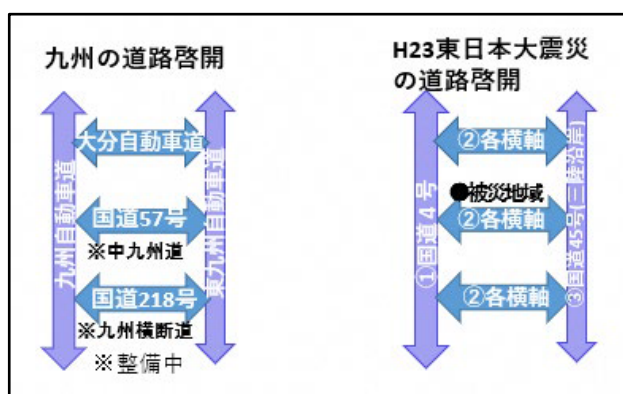 九州の道路啓開
九州自動車道
大分自動車道
国道57号
※中九州道
国道218号
※九州横断道
※整備中
東九州自動車道
H23東日本大震災
の道路啓開
①国道4号
②各横軸
●被災地域
②各横軸
②各横軸
③国道45号(三陸沿岸)